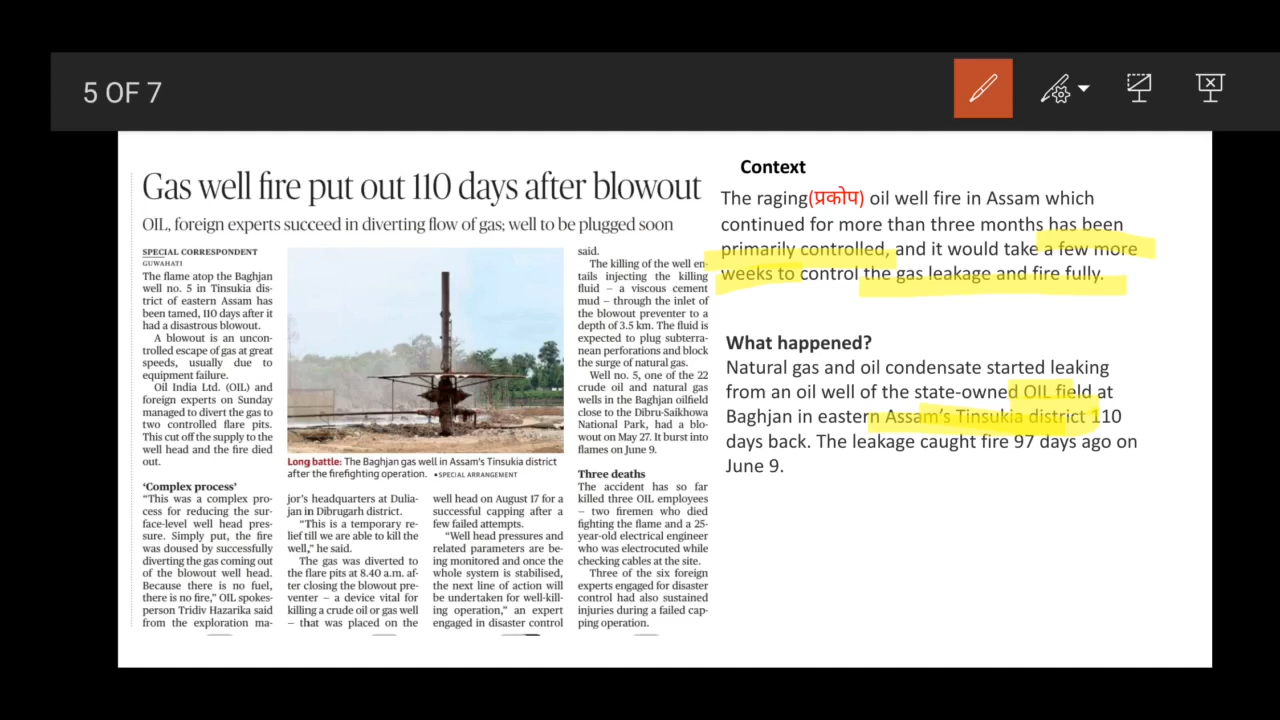 5 OF 7
Gas well fire put out 110 days after blowout
OIL, foreign experts succeed in diverting flow of gas; well to be plugged soon
SPECIAL CORRESPONDENT
GUWAHATI
The flame atop the Baghjan
well no. 5 in Tinsukia dis-
trict of eastern Assam has
been tamed, 110 days after it
had a disastrous blowout.
A blowout is an uncon-
trolled escape of gas at great
speeds, usually due to
equipment failure.
Oil India Ltd. (OIL) and
foreign experts on Sunday
managed to divert the gas to
two controlled flare pits.
This cut off the supply to the
well head and the fire died
out.
‘Complex process’
“This was a complex pro-
cess for reducing the sur-
face-level well head pres-
sure. Simply put, the fire
was doused by successfully
diverting the gas coming out
of the blowout well head.
Because there is no fuel,
there is no fire,” OIL spokes-
person Tridiv Hazarika said
from the exploration ma-
Long battle: The Baghjan gas well in Assam's Tinsukia district
after the firefighting operation. •SPECIAL ARRANGEMENT
jor's headquarters at Dulia-
jan in Dibrugarh district.
“This is a temporary re-
lief till we are able to kill the
well,” he said.
The gas was diverted to
the flare pits at 8.40 a.m. af-
ter closing the blowout pre-
venter – a device vital for
killing a crude oil or gas well
– that was placed on the
well head on August 17 for a
successful capping after a
few failed attempts.
“Well head pressures and
related parameters are be-
ing monitored and once the
whole system is stabilised,
the next line of action will
be undertaken for well-kill-
ing operation,” an expert
engaged in disaster control
said.
The killing of the well en-
tails injecting the killing
fluid – a viscous cement
mud – through the inlet of
the blowout preventer to a
depth of 3.5 km. The fluid is
expected to plug subterra-
nean perforations and block
the surge of natural gas.
Well no. 5, one of the 22
crude oil and natural gas
wells in the Baghjan oilfield
close to the Dibru-Saikhowa
National Park, had a blo-
wout on May 27. It burst into
flames on June 9.
Three deaths
The accident has so far
killed three OIL employees
– two firemen who died
fighting the flame and a 25-
year-old electrical engineer
who was electrocuted while
checking cables at the site.
Three of the six foreign
experts engaged for disaster
control had also sustained
injuries during a failed cap-
ping operation.
Context
The raging(प्रकोप) oil well fire in Assam which
continued for more than three months has been
primarily controlled, and it would take a few more
weeks to control the gas leakage and fire fully.
What happened?
Natural gas and oil condensate started leaking
from an oil well of the state-owned OIL field at
Baghjan in eastern Assam's Tinsukia district 110
days back. The leakage caught fire 97 days ago on
June 9.